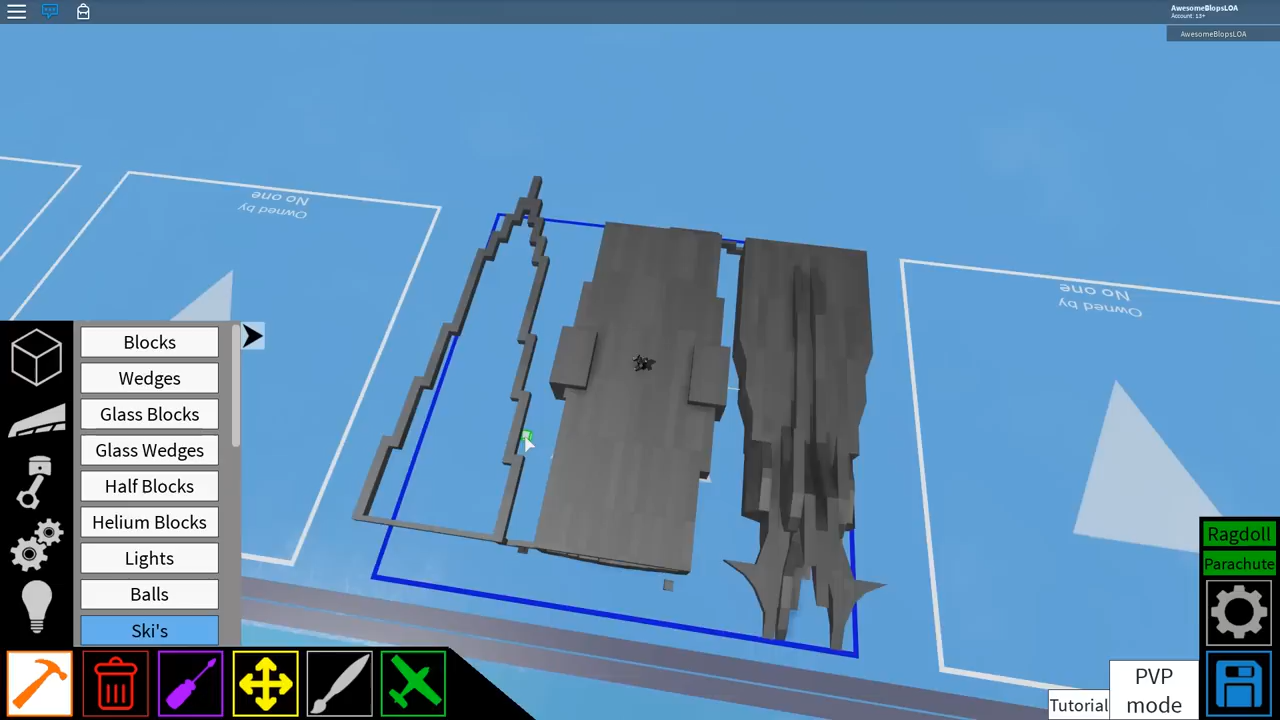 AwesomeBlopsLOA
Account: 13+
AwesomeBlopsLOA
Owned by
No one
Owned by
No one
Blocks
Wedges
Glass Blocks
Glass Wedges
Half Blocks
Helium Blocks
Lights
Balls
Ski's
Ragdoll
Parachute
PVP
mode
Tutorial